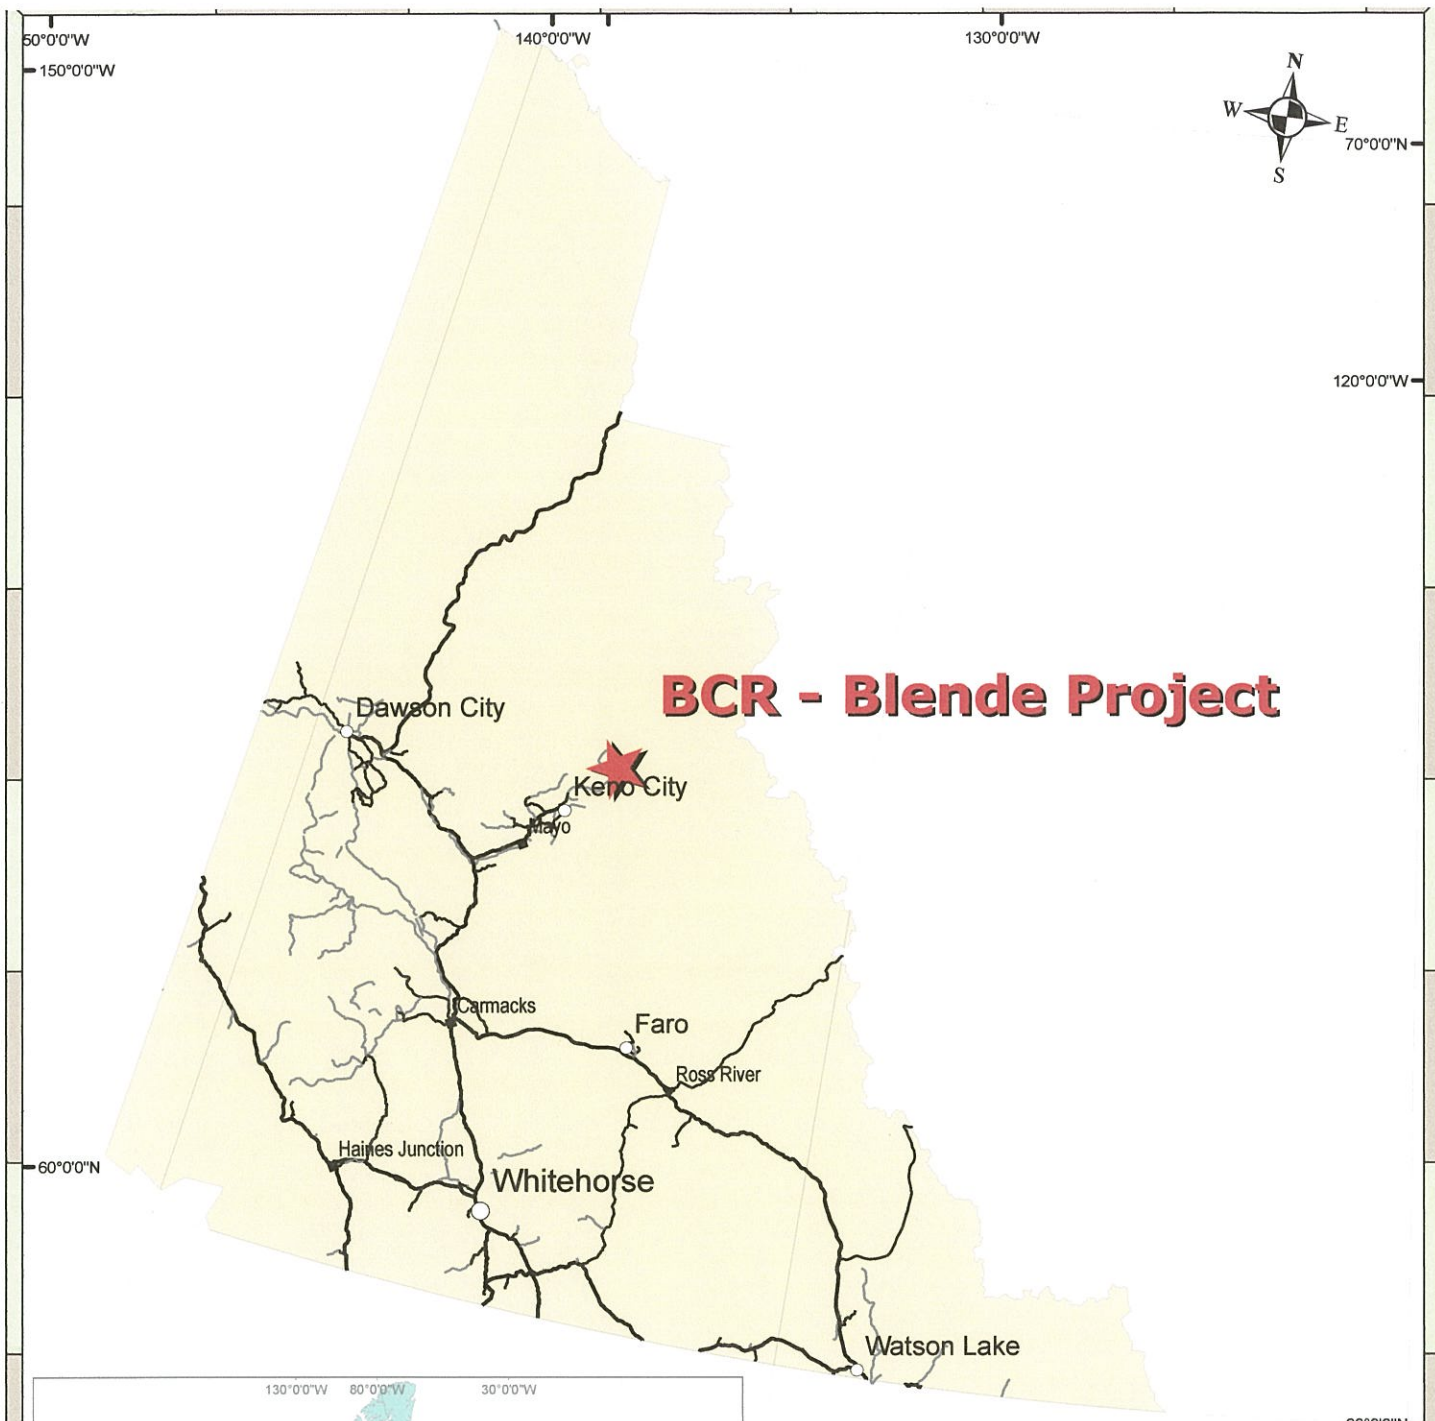 50°0'0"W
140°0'0"W
130°0'0"W
150°0'0"W
N
W
E
S
70°0'0"N
120°0'0"W
BCR - Blende Project
Dawson City
Keno City
Mayo
Carmacks
Faro
Ross River
Haines Junction
60°0'0"N
Whitehorse
Watson Lake
130°0'0"W 80°0'0"W 30°0'0"W